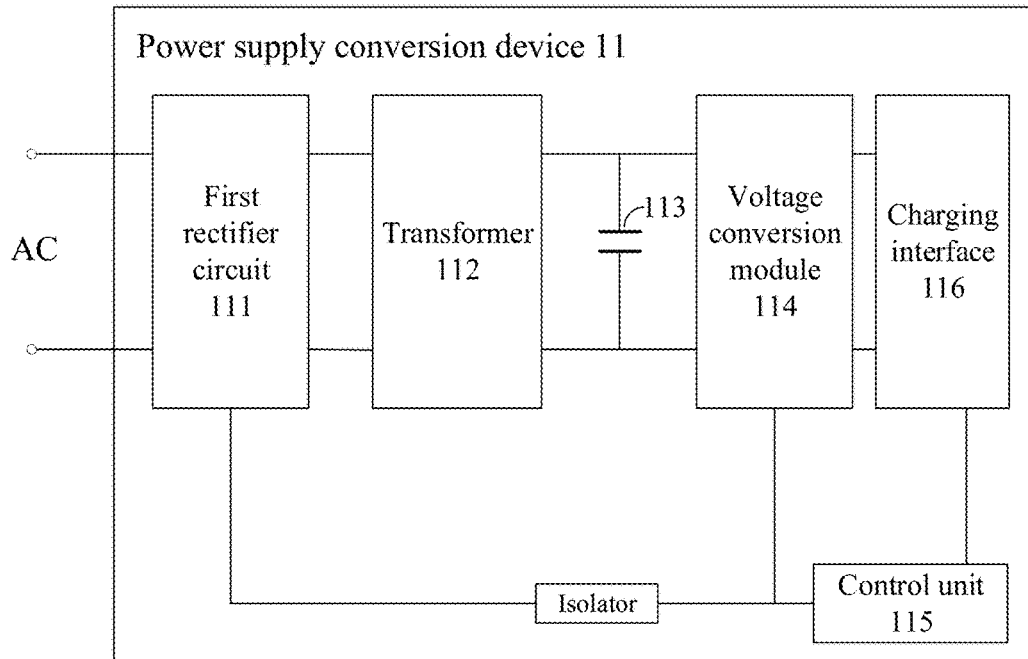 Power supply conversion device 11
AC
First
rectifier
circuit
111
Transformer
112
113
Voltage
conversion
module
114
Charging
interface
116
Isolator
Control unit
115